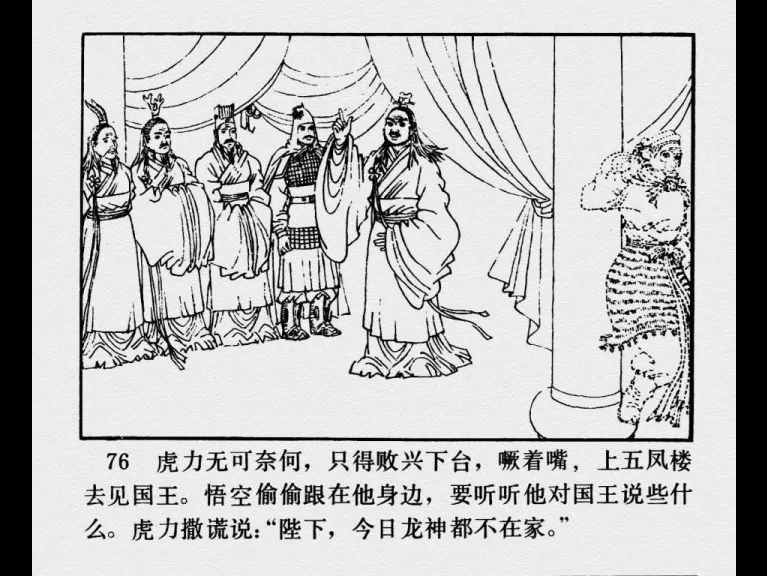 76 虎力无可奈何，只得败兴下台，噘着嘴，上五凤楼
去见国王。悟空偷偷跟在他身边，要听听他对国王说些什
么。虎力撒谎说：“陛下，今日龙神都不在家。”